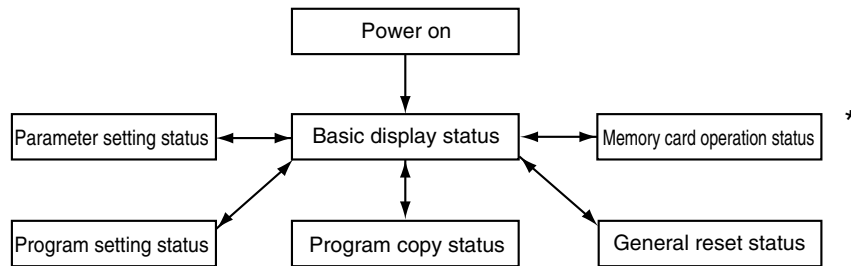 Power on
Parameter setting status
Basic display status
Memory card operation status
*
Program setting status
Program copy status
General reset status